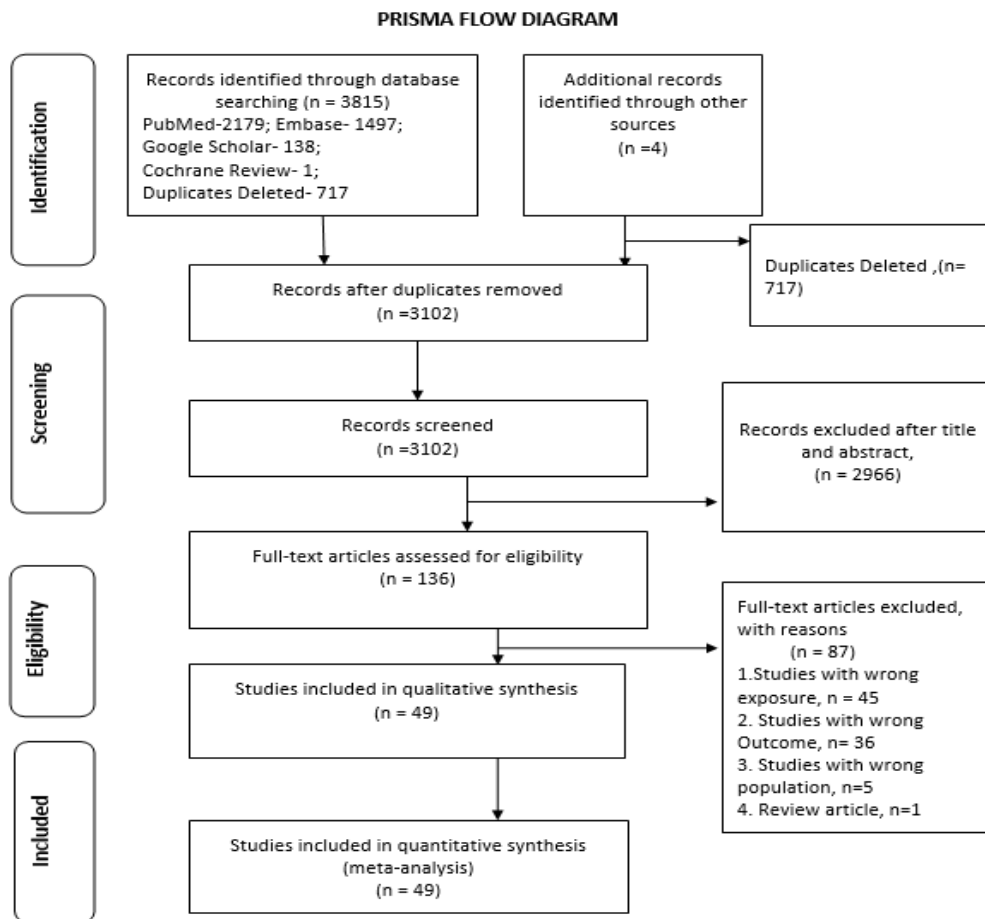 PRISMA FLOW DIAGRAM
Identification
Records identified through database
searching (n = 3815)
PubMed-2179; Embase- 1497;
Google Scholar- 138;
Cochrane Review- 1;
Duplicates Deleted- 717
Additional records
identified through other
sources
(n =4)
Duplicates Deleted ,(n=
717)
Records after duplicates removed
(n =3102)
Screening
Records screened
(n =3102)
Records excluded after title
and abstract,
(n = 2966)
Full-text articles assessed for eligibility
(n = 136)
Eligibility
Full-text articles excluded,
with reasons
(n = 87)
1.Studies with wrong
exposure, n = 45
2. Studies with wrong
Outcome, n= 36
3. Studies with wrong
population, n=5
4. Review article, n=1
Studies included in qualitative synthesis
(n = 49)
Included
Studies included in quantitative synthesis
(meta-analysis)
(n = 49)